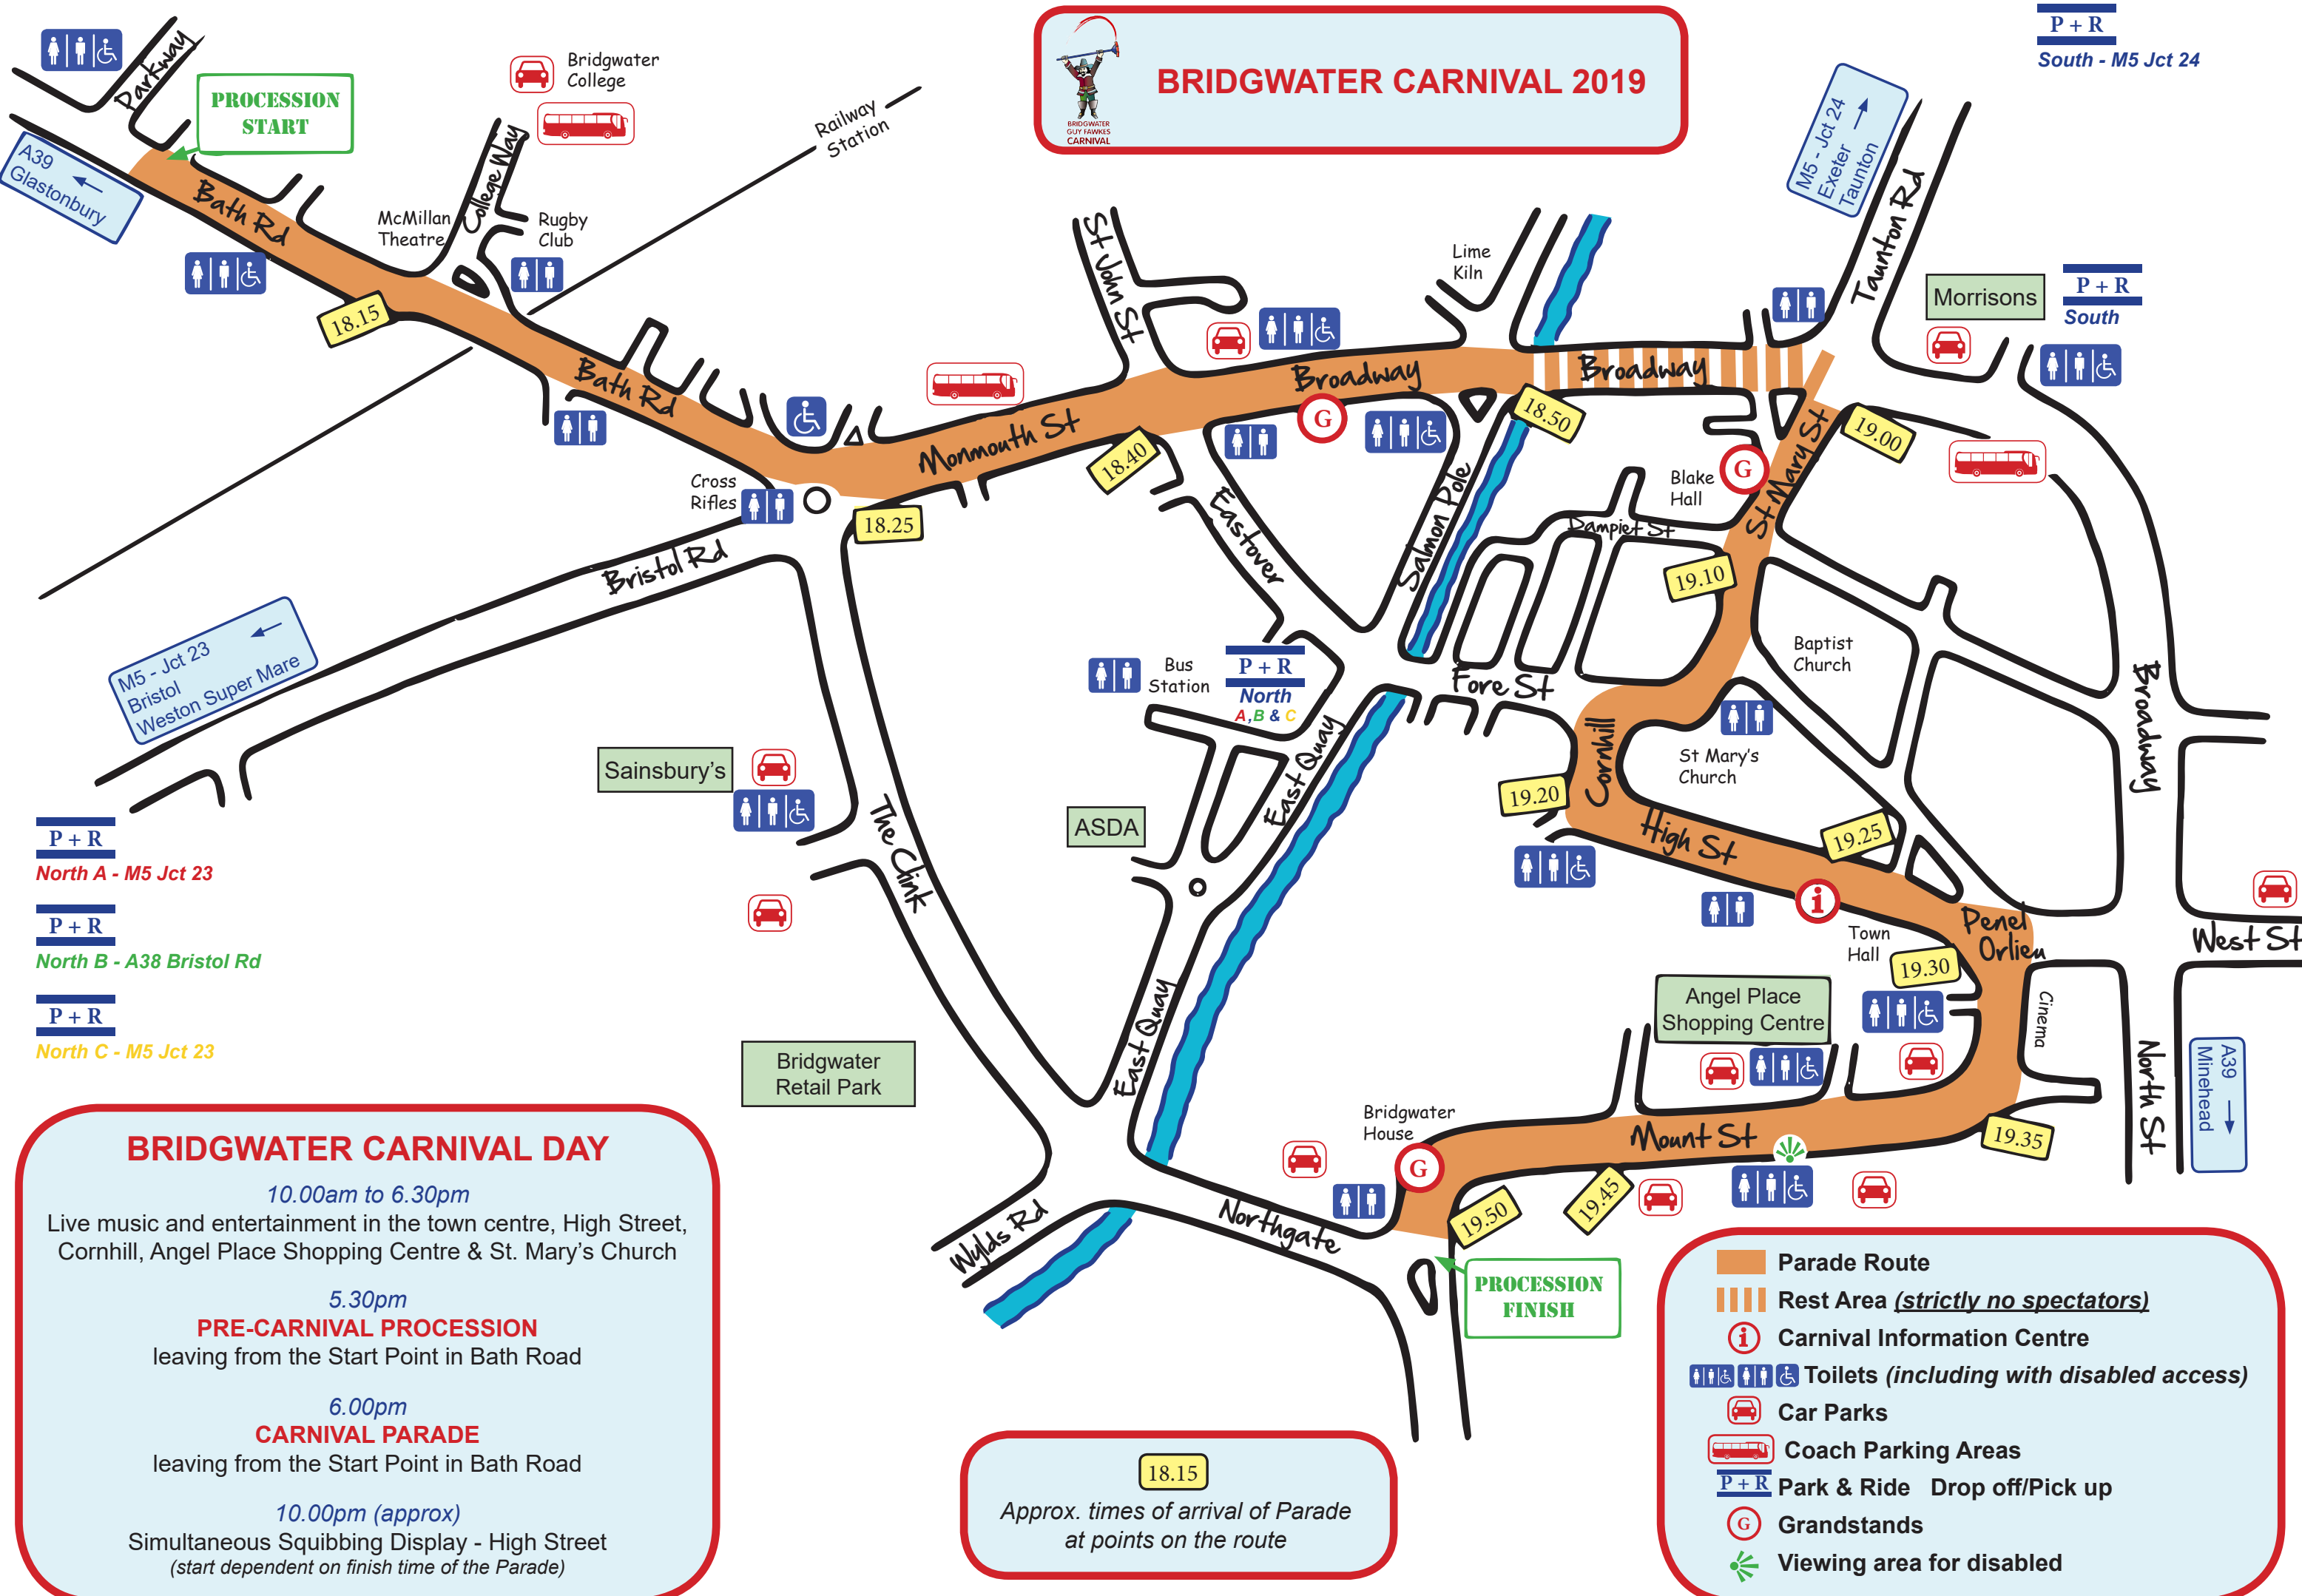 BRIDGWATER
GUY FAWKES
CARNIVAL
BRIDGWATER CARNIVAL 2019
P + R
South - M5 Jct 24
Parkway
PROCESSION
START
A39
Glastonbury
Bath Rd
Bridgwater
College
College Way
McMillan
Theatre
Rugby
Club
Railway
Station
18.15
Bath Rd
Cross
Rifles
18.25
Bristol Rd
M5 - Jct 23
Bristol
Weston Super Mare
Monmouth St
18.40
St John St
Broadway
G
Lime
Kiln
Broadway
18.50
M5 - Jct 24
Exeter
Taunton
Taunton Rd
Morrisons
P + R
South
19.00
St Mary St
G
Blake
Hall
Dampiet St
19.10
Eastover
Salmon Pole
Baptist
Church
Bus
Station
P + R
North
A,B & C
Fore St
Cornhill
St Mary's
Church
Broadway
19.20
High St
19.25
i
Town
Hall
Penel
Orlieu
West St
19.30
Cinema
North St
A39
Minehead
Sainsbury's
ASDA
East Quay
The Clink
East Quay
Bridgwater
Retail Park
Angel Place
Shopping Centre
Bridgwater
House
G
Mount St
19.35
19.45
19.50
Northgate
Wylds Rd
PROCESSION
FINISH
P + R
North A - M5 Jct 23
P + R
North B - A38 Bristol Rd
P + R
North C - M5 Jct 23
BRIDGWATER CARNIVAL DAY
10.00am to 6.30pm
Live music and entertainment in the town centre, High Street,
Cornhill, Angel Place Shopping Centre & St. Mary's Church
5.30pm
PRE-CARNIVAL PROCESSION
leaving from the Start Point in Bath Road
6.00pm
CARNIVAL PARADE
leaving from the Start Point in Bath Road
10.00pm (approx)
Simultaneous Squibbing Display - High Street
(start dependent on finish time of the Parade)
18.15
Approx. times of arrival of Parade
at points on the route
Parade Route
Rest Area (strictly no spectators)
i Carnival Information Centre
Toilets (including with disabled access)
Car Parks
Coach Parking Areas
P + R Park & Ride Drop off/Pick up
G Grandstands
Viewing area for disabled